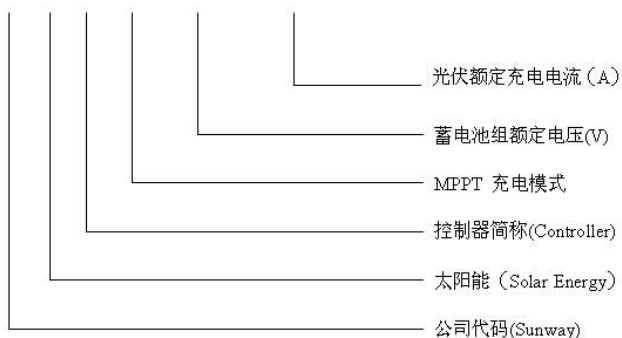 光伏额定充电电流（A）
蓄电池组额定电压(V)
MPPT 充电模式
控制器简称(Controller)
太阳能（Solar Energy）
公司代码(Sunway)